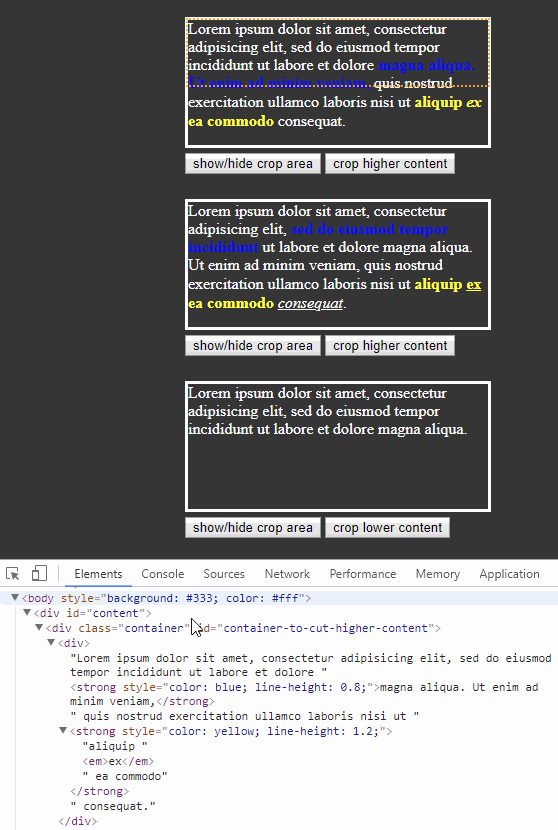 Lorem ipsum dolor sit amet, consectetur
adipisicing elit, sed do eiusmod tempor
incididunt ut labore et dolore magna aliqua.
Ut enim ad minim veniam, quis nostrud
exercitation ullamco laboris nisi ut aliquip ex
ea commodo consequat.
show/hide crop area crop higher content
Lorem ipsum dolor sit amet, consectetur
adipisicing elit, sed do eiusmod tempor
incididunt ut labore et dolore magna aliqua.
Ut enim ad minim veniam, quis nostrud
exercitation ullamco laboris nisi ut aliquip ex
ea commodo consequat.
show/hide crop area crop higher content
Lorem ipsum dolor sit amet, consectetur
adipisicing elit, sed do eiusmod tempor
incididunt ut labore et dolore magna aliqua.
show/hide crop area crop lower content
Elements Console Sources Network Performance Memory Application
<body style="background: #333; color: #fff">
<div id="content">
<div class="container" id="container-to-cut-higher-content">
<div>
"Lorem ipsum dolor sit amet, consectetur adipisicing elit, sed do eiusmod
tempor incididunt ut labore et dolore "
<strong style="color: blue; line-height: 0.8;">magna aliqua. Ut enim ad
minim veniam,</strong>
" quis nostrud exercitation ullamco laboris nisi ut "
<strong style="color: yellow; line-height: 1.2;">
"aliquip "
<em>ex</em>
" ea commodo"
</strong>
" consequat."
</div>